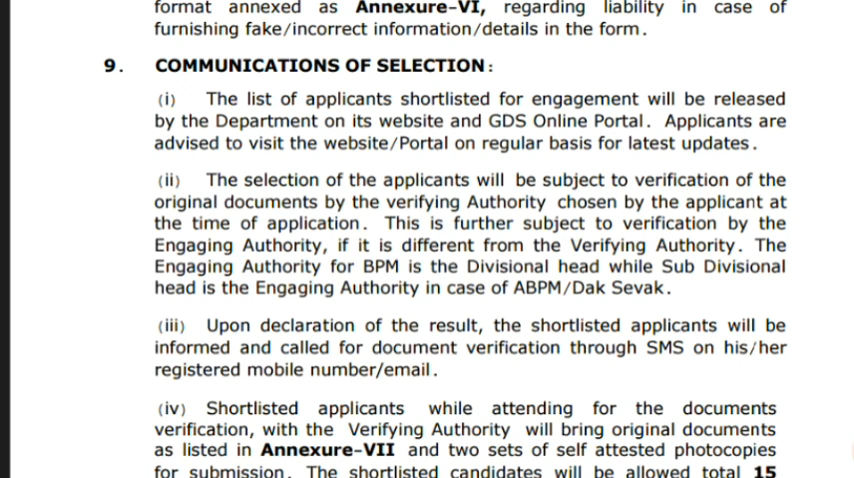 format annexed as Annexure-VI, regarding liability in case of
furnishing fake/incorrect information/details in the form.
9. COMMUNICATIONS OF SELECTION:
(i) The list of applicants shortlisted for engagement will be released
by the Department on its website and GDS Online Portal. Applicants are
advised to visit the website/Portal on regular basis for latest updates.
(ii) The selection of the applicants will be subject to verification of the
original documents by the verifying Authority chosen by the applicant at
the time of application. This is further subject to verification by the
Engaging Authority, if it is different from the Verifying Authority. The
Engaging Authority for BPM is the Divisional head while Sub Divisional
head is the Engaging Authority in case of ABPM/Dak Sevak.
(iii) Upon declaration of the result, the shortlisted applicants will be
informed and called for document verification through SMS on his/her
registered mobile number/email.
(iv) Shortlisted applicants while attending for the documents
verification, with the Verifying Authority will bring original documents
as listed in Annexure-VII and two sets of self attested photocopies
for submission. The shortlisted candidates will be allowed total 15